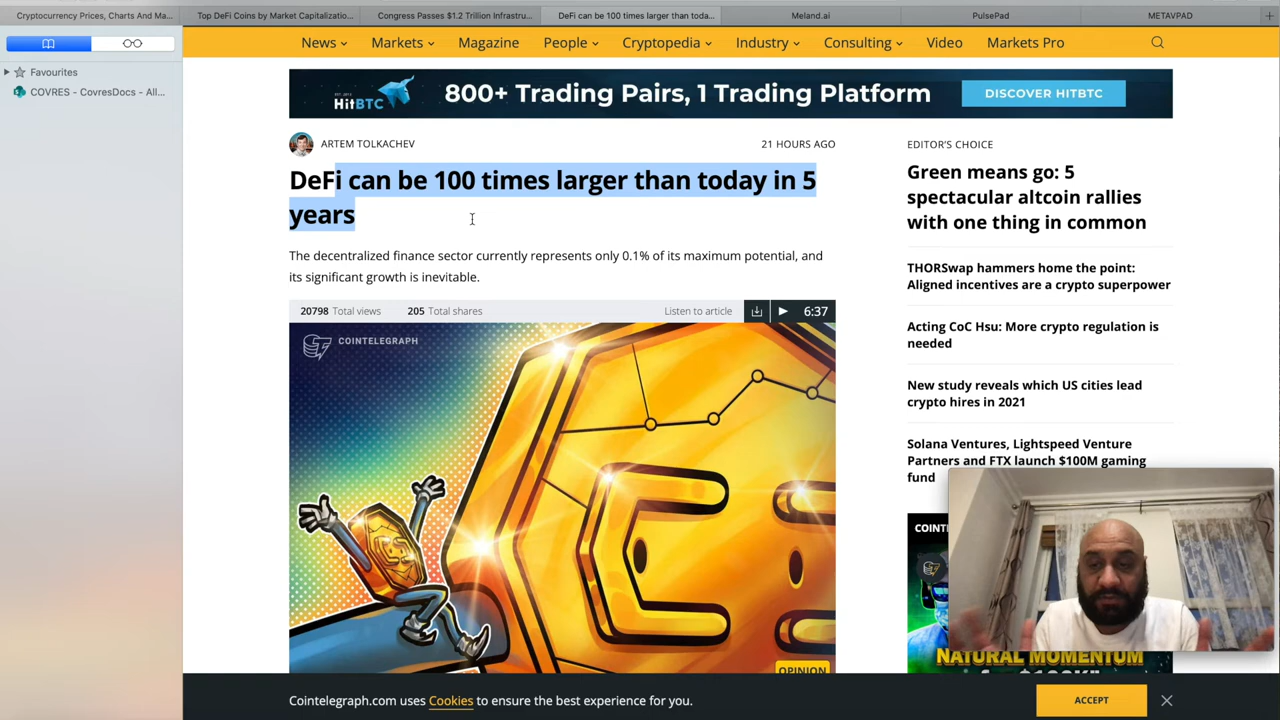 Cryptocurrency Prices, Charts And Ma...
Top DeFi Coins by Market Capitalizatio...
Congress Passes $1.2 Trillion Infrastru...
DeFi can be 100 times larger than toda...
Meland.ai
PulsePad
METAVPAD
Favourites
COVRES - CovresDocs - All...
News
Markets
Magazine
People
Cryptopedia
Industry
Consulting
Video
Markets Pro
HitBTC
800+ Trading Pairs, 1 Trading Platform
DISCOVER HITBTC
ARTEM TOLKACHEV
21 HOURS AGO
DeFi can be 100 times larger than today in 5
years
The decentralized finance sector currently represents only 0.1% of its maximum potential, and
its significant growth is inevitable.
20798 Total views
205 Total shares
Listen to article
6:37
COINTELEGRAPH
OPINION
EDITOR'S CHOICE
Green means go: 5
spectacular altcoin rallies
with one thing in common
THORSwap hammers home the point:
Aligned incentives are a crypto superpower
Acting CoC Hsu: More crypto regulation is
needed
New study reveals which US cities lead
crypto hires in 2021
Solana Ventures, Lightspeed Venture
Partners and FTX launch $100M gaming
fund
NATURAL MOMENTUM
Cointelegraph.com uses Cookies to ensure the best experience for you.
ACCEPT